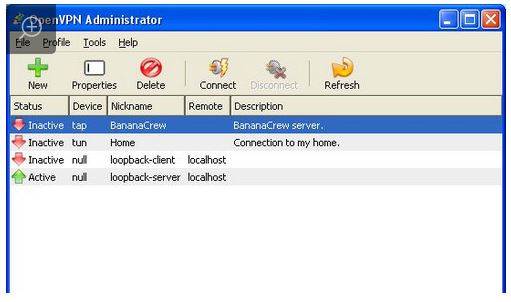 OpenVPN Administrator
File Profile Tools Help
New Properties Delete Connect Disconnect Refresh
Status Device Nickname Remote Description
Inactive tap BananaCrew BananaCrew server.
Inactive tun Home Connection to my home.
Inactive null loopback-client localhost
Active null loopback-server localhost